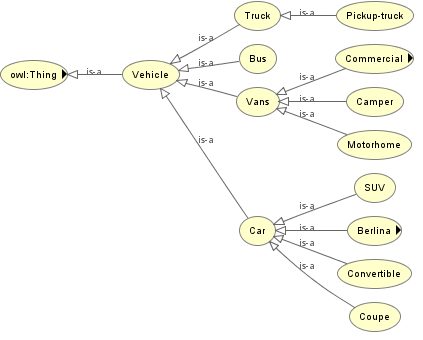 Truck
is-a
Pickup-truck
is-a
Bus
is-a
owl:Thing
is-a
Vehicle
is-a
Vans
is-a
Commercial
is-a
Camper
is-a
Motorhome
is-a
Car
is-a
SUV
is-a
Berlina
is-a
Convertible
is-a
Coupe